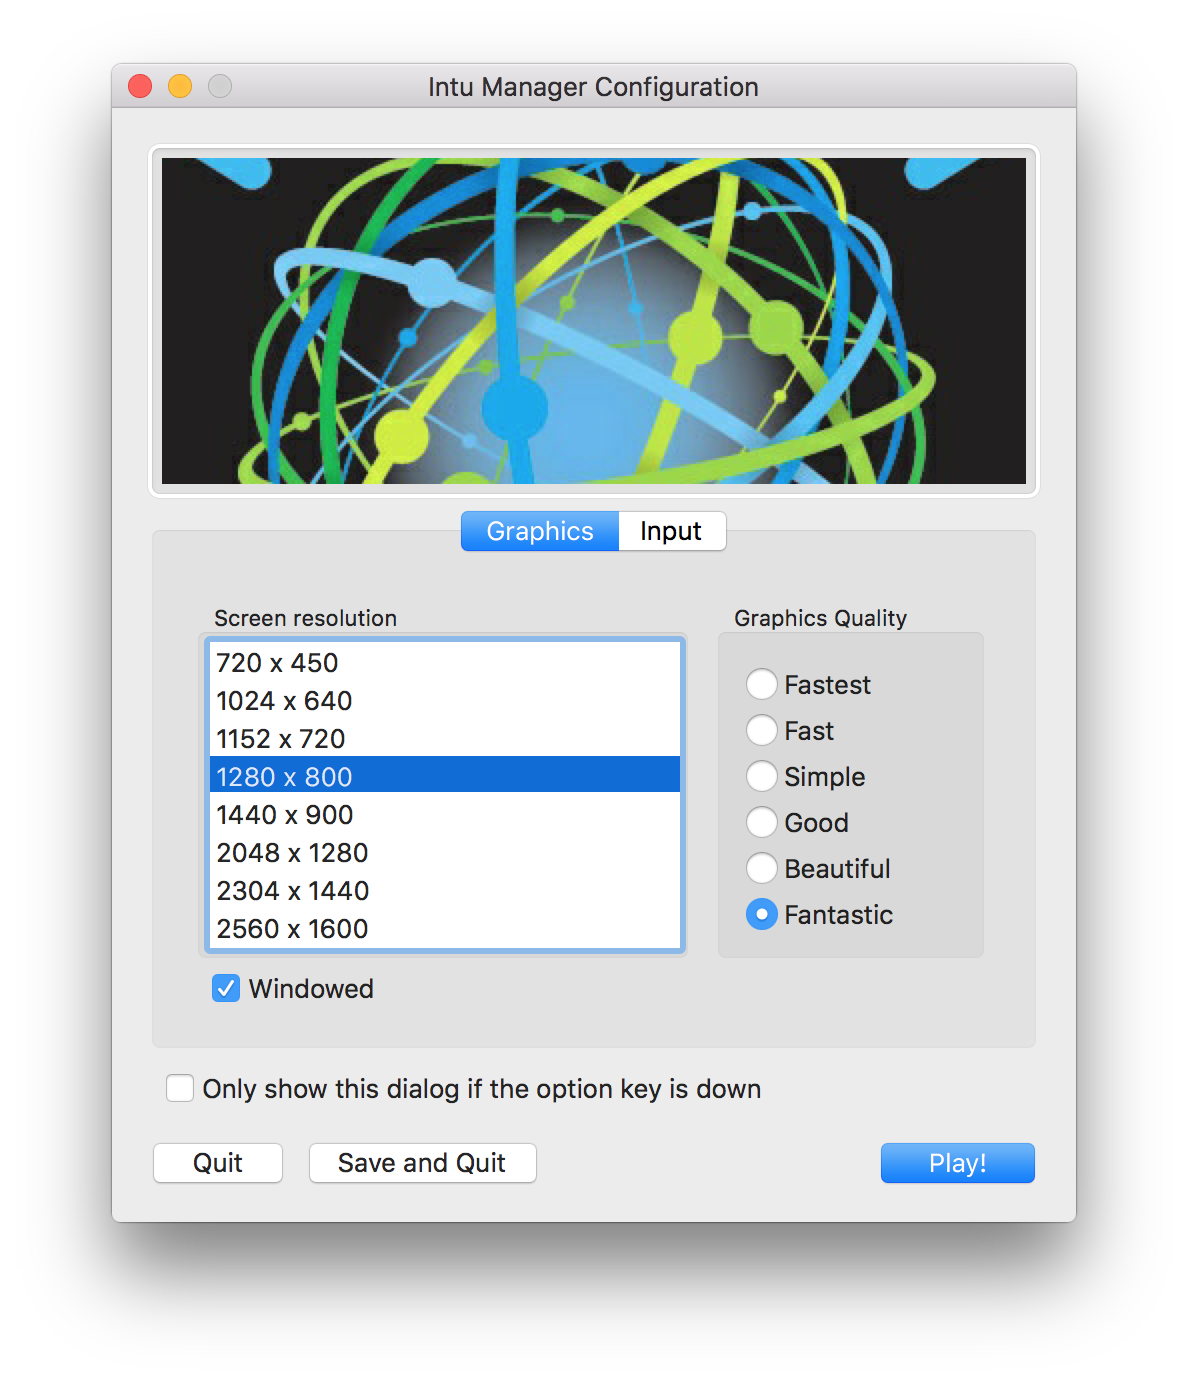 Intu Manager Configuration
Graphics
Input
Screen resolution
720 x 450
1024 x 640
1152 x 720
1280 x 800
1440 x 900
2048 x 1280
2304 x 1440
2560 x 1600
Windowed
Graphics Quality
Fastest
Fast
Simple
Good
Beautiful
Fantastic
Only show this dialog if the option key is down
Quit
Save and Quit
Play!